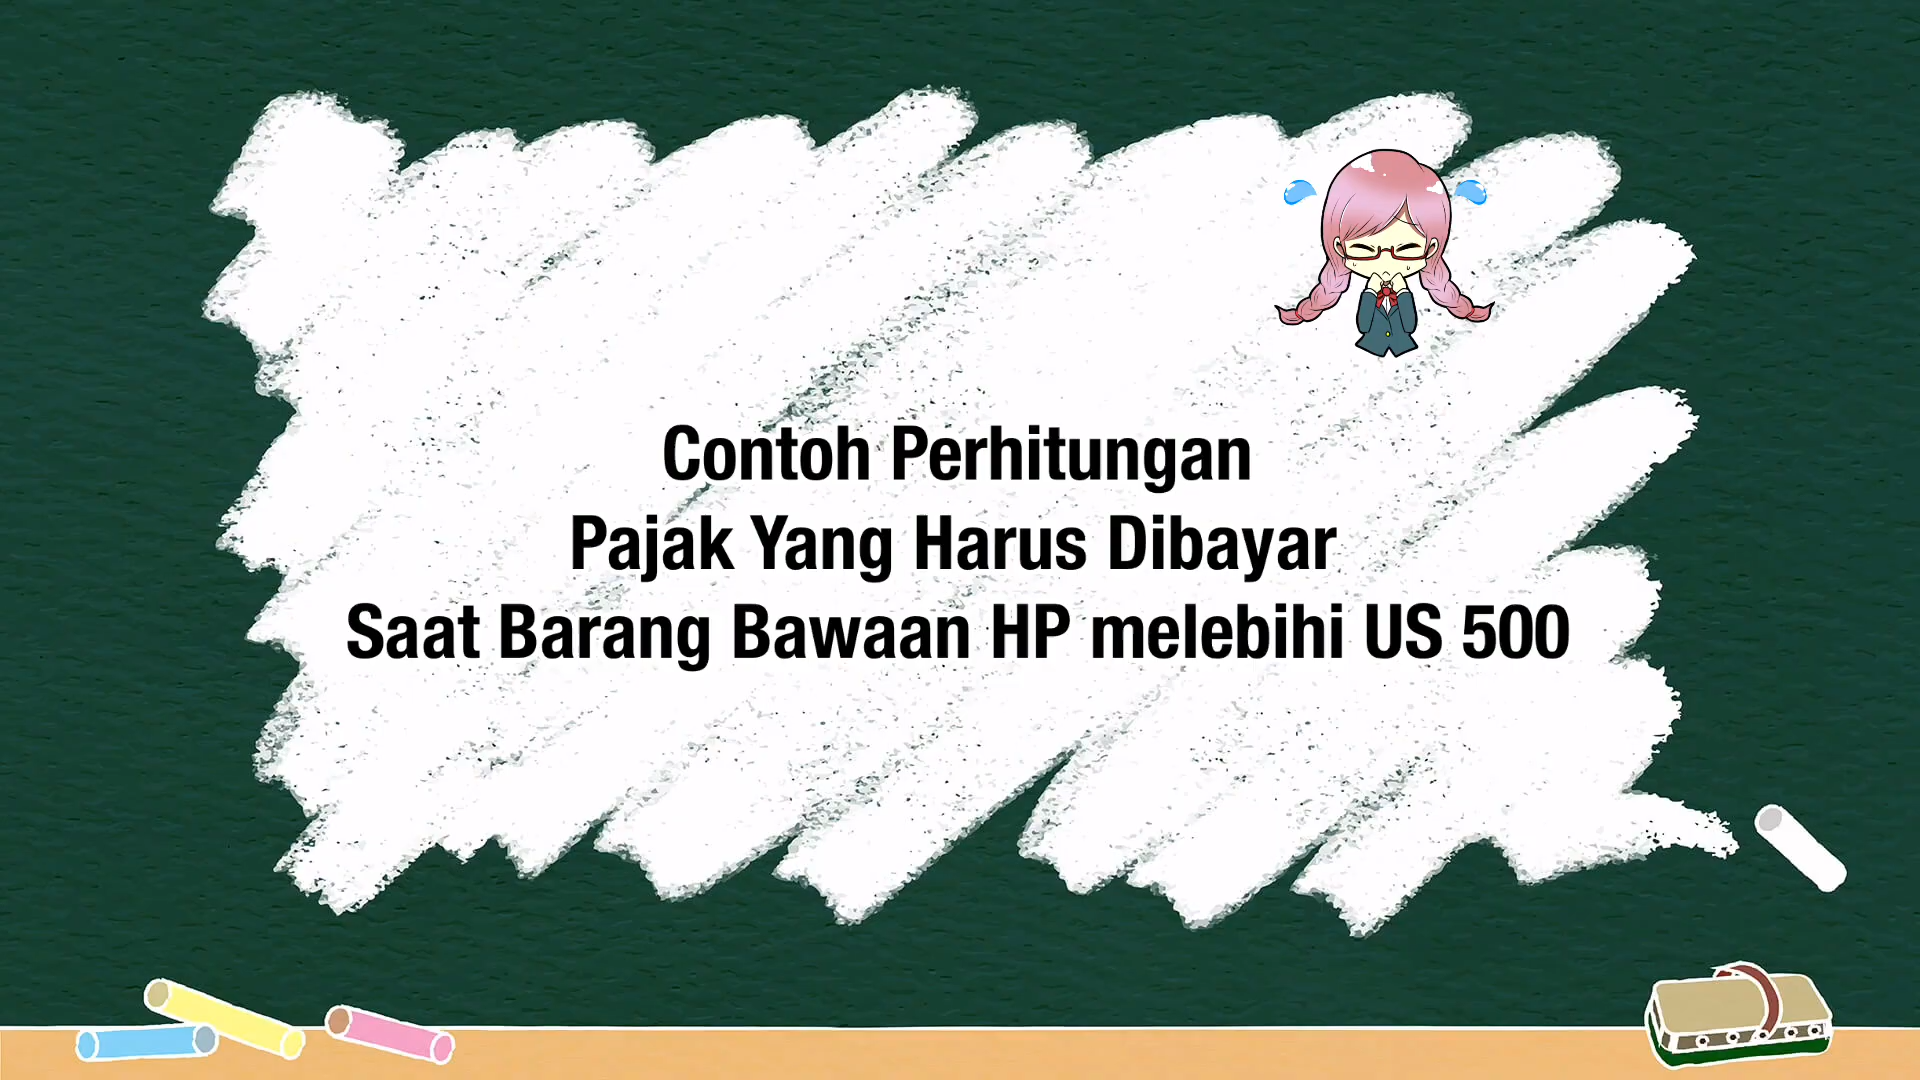 Contoh Perhitungan
Pajak Yang Harus Dibayar
Saat Barang Bawaan HP melebihi US 500